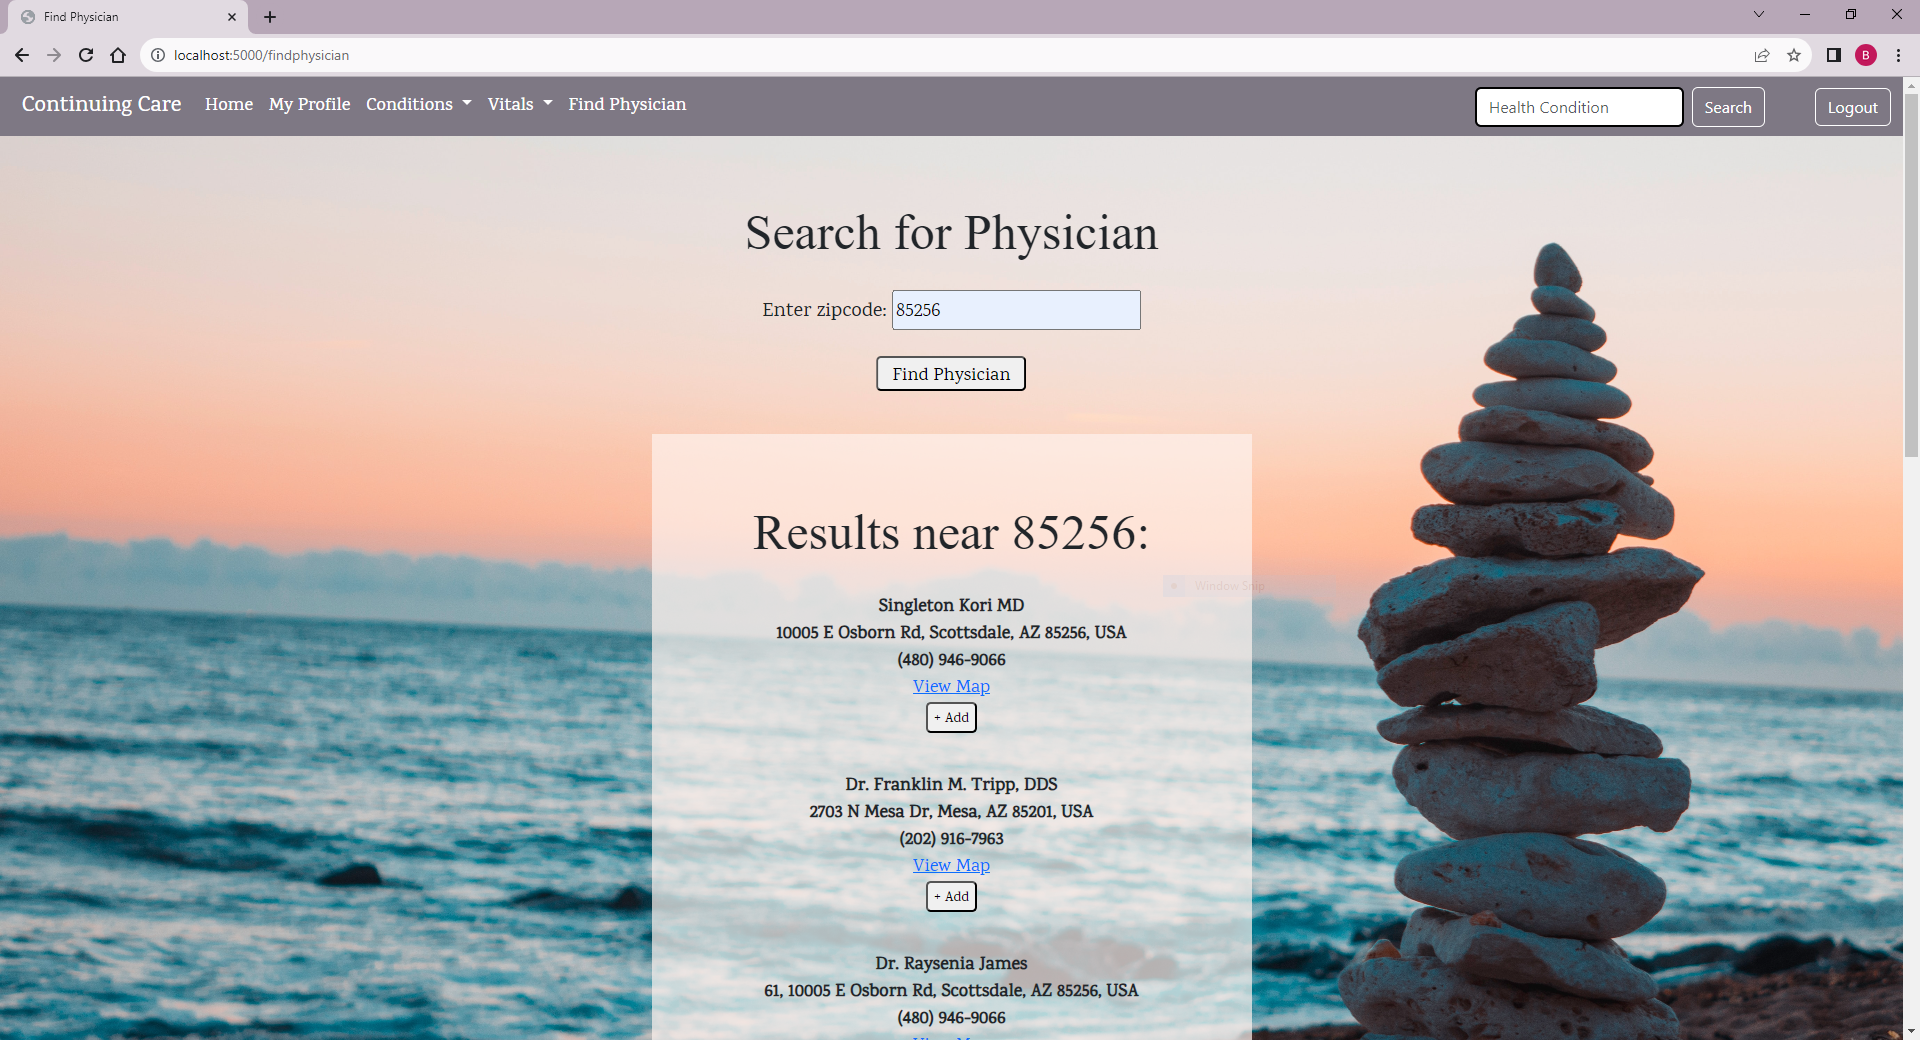 Find Physician
localhost:5000/findphysician
B
Continuing Care Home My Profile Conditions Vitals Find Physician
Health Condition Search Logout
Search for Physician
Enter zipcode: 85256
Find Physician
Results near 85256:
Window Snip
Singleton Kori MD
10005 E Osborn Rd, Scottsdale, AZ 85256, USA
(480) 946-9066
View Map
+ Add
Dr. Franklin M. Tripp, DDS
2703 N Mesa Dr, Mesa, AZ 85201, USA
(202) 916-7963
View Map
+ Add
Dr. Raysenia James
61, 10005 E Osborn Rd, Scottsdale, AZ 85256, USA
(480) 946-9066